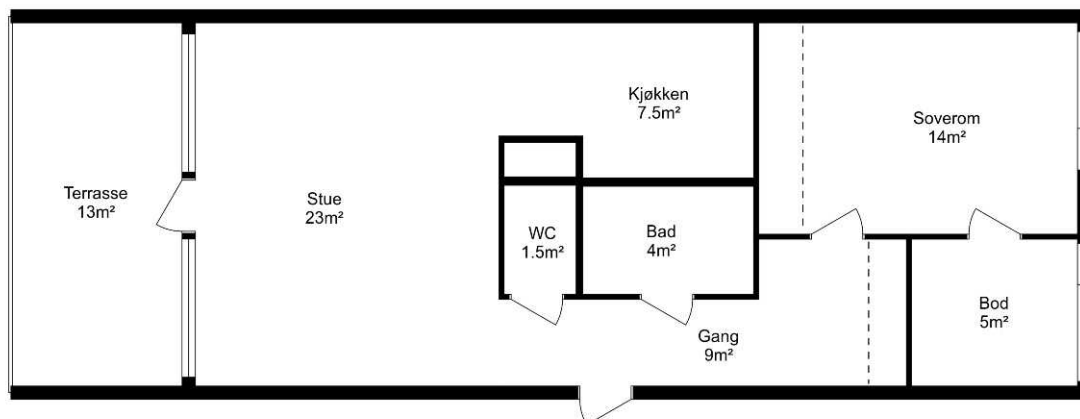 Terrasse
13m²
Stue
23m²
Kjøkken
7.5m²
WC
1.5m²
Bad
4m²
Gang
9m²
Soverom
14m²
Bod
5m²